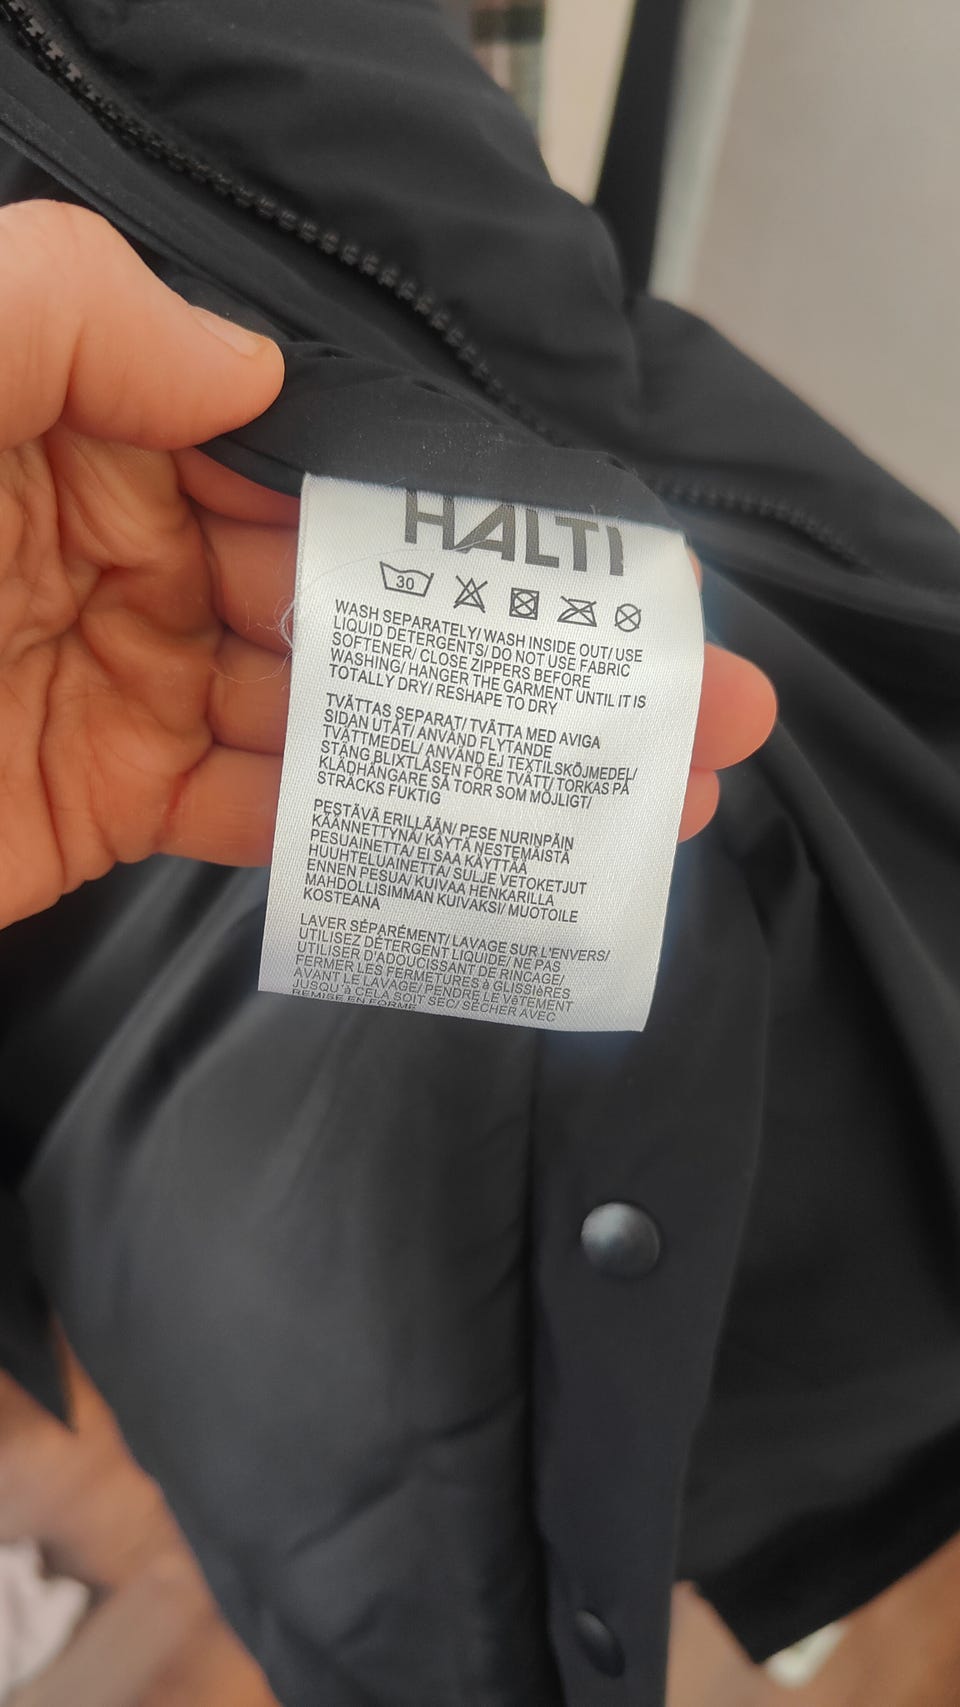 HALTI
30
WASH SEPARATELY/ WASH INSIDE OUT/ USE
LIQUID DETERGENTS/ DO NOT USE FABRIC
SOFTENER/ CLOSE ZIPPERS BEFORE
WASHING/ HANGER THE GARMENT UNTIL IT IS
TOTALLY DRY/ RESHAPE TO DRY
TVÄTTAS SEPARAT/ TVÄTTA MED AVIGA
SIDAN UTÅT/ ANVÄND FLYTANDE
TVÄTTMEDEL/ ANVÄND EJ TEXTILSKÖJMEDEL/
STÄNG BLIXTLÅSEN FÖRE TVÄTT/ TORKAS PÅ
KLÄDHÄNGARE SÅ TORR SOM MÖJLIGT/
STRÄCKS FUKTIG
PESTÄVÄ ERILLÄÄN/ PESE NURINPÄIN
KÄÄNNETTYNÄ/ KÄYTÄ NESTEMÄISTÄ
PESUAINETTA/ EI SAA KÄYTTÄÄ
HUUHTELUAINETTA/ SULJE VETOKETJUT
ENNEN PESUA/ KUIVAA HENKARILLA
MAHDOLLISIMMAN KUIVAKSI/ MUOTOILE
KOSTEANA
LAVER SÉPARÉMENT/ LAVAGE SUR L'ENVERS/
UTILISEZ DÉTERGENT LIQUIDE/ NE PAS
UTILISER D'ADOUCISSANT DE RINCAGE/
FERMER LES FERMETURES à GLISSIèRES
AVANT LE LAVAGE/ PENDRE LE VêTEMENT
JUSQU' à CELA SOIT SEC/ SÉCHER AVEC
REMISE EN FORME